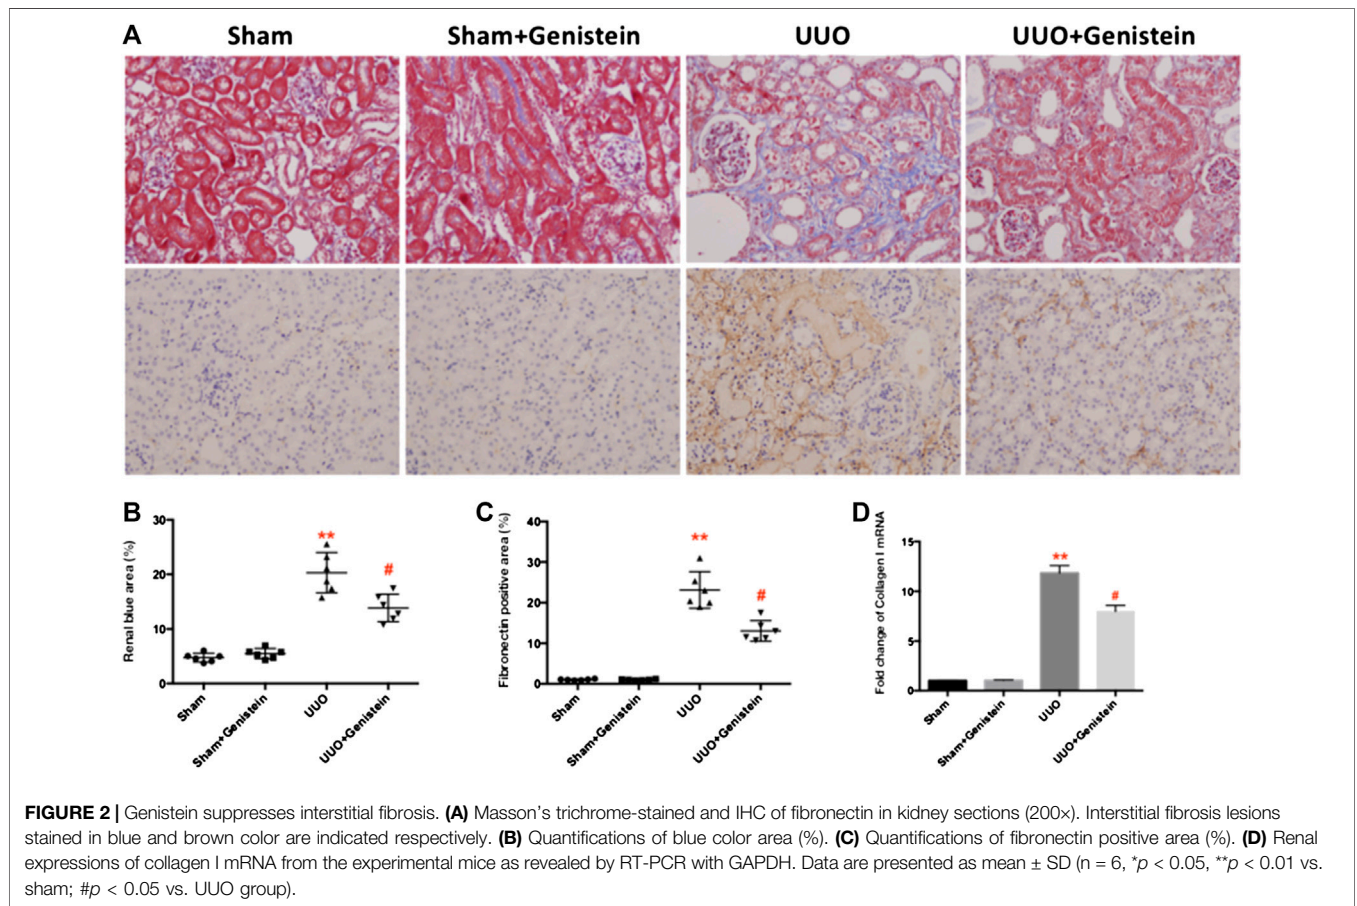 A
Sham
Sham+Genistein
UUO
UUO+Genistein
B
Renal blue area (%)
30
20
10
0
**
#
Sham
Sham+Genistein
UUO
UUO+Genistein
C
Fibronectin positive area (%)
40
30
20
10
0
**
#
Sham
Sham+Genistein
UUO
UUO+Genistein
D
Fold change of Collagen I mRNA
15
10
5
0
**
#
Sham
Sham+Genistein
UUO
UUO+Genistein
FIGURE 2 | Genistein suppresses interstitial fibrosis. (A) Masson's trichrome-stained and IHC of fibronectin in kidney sections (200×). Interstitial fibrosis lesions
stained in blue and brown color are indicated respectively. (B) Quantifications of blue color area (%). (C) Quantifications of fibronectin positive area (%). (D) Renal
expressions of collagen I mRNA from the experimental mice as revealed by RT-PCR with GAPDH. Data are presented as mean ± SD (n = 6, *p < 0.05, **p < 0.01 vs.
sham; #p < 0.05 vs. UUO group).